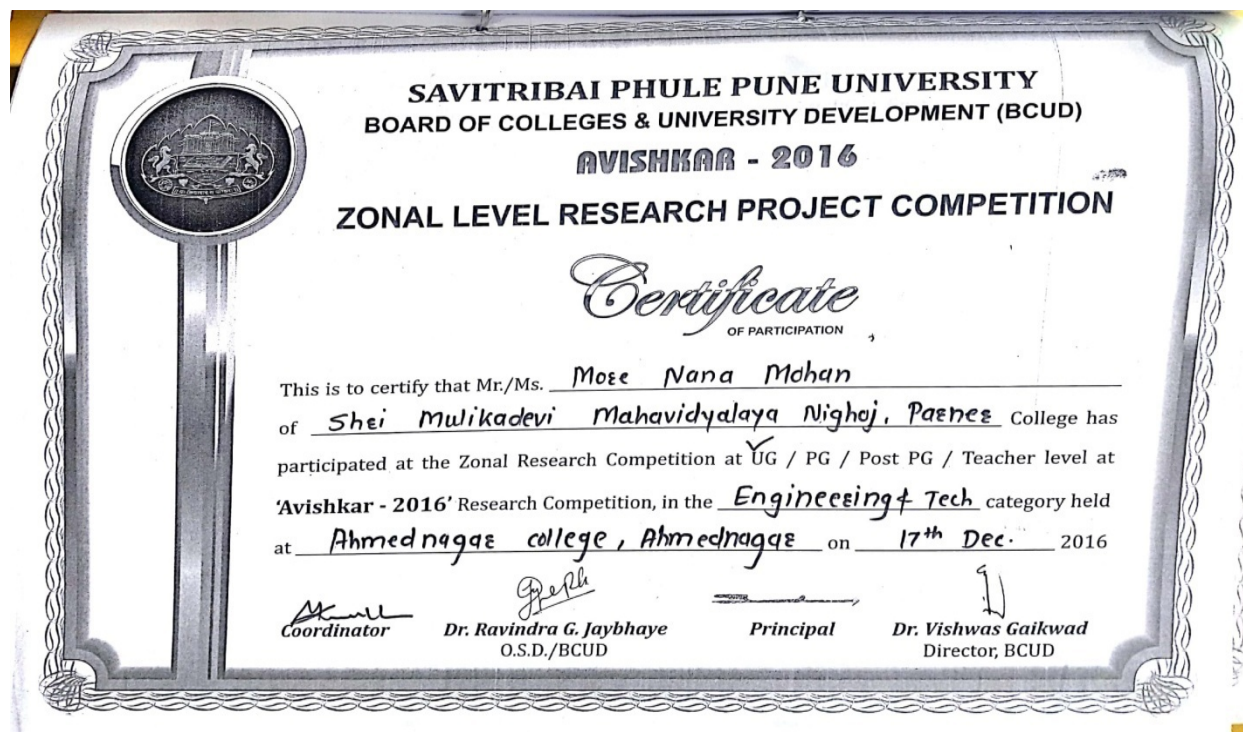 SAVITRIBAI PHULE PUNE UNIVERSITY
BOARD OF COLLEGES & UNIVERSITY DEVELOPMENT (BCUD)
AVISHKAR - 2016
ZONAL LEVEL RESEARCH PROJECT COMPETITION
Certificate
OF PARTICIPATION
This is to certify that Mr./Ms. More Nana Mohan
of Shri Mulikadevi Mahavidyalaya Nighoj, Parner College has
participated at the Zonal Research Competition at UG / PG / Post PG / Teacher level at
'Avishkar - 2016' Research Competition, in the Engineering & Tech category held
at Ahmednagar college, Ahmednagar on 17th Dec. 2016
Coordinator Dr. Ravindra G. Jaybhaye Principal Dr. Vishwas Gaikwad
O.S.D./BCUD Director, BCUD